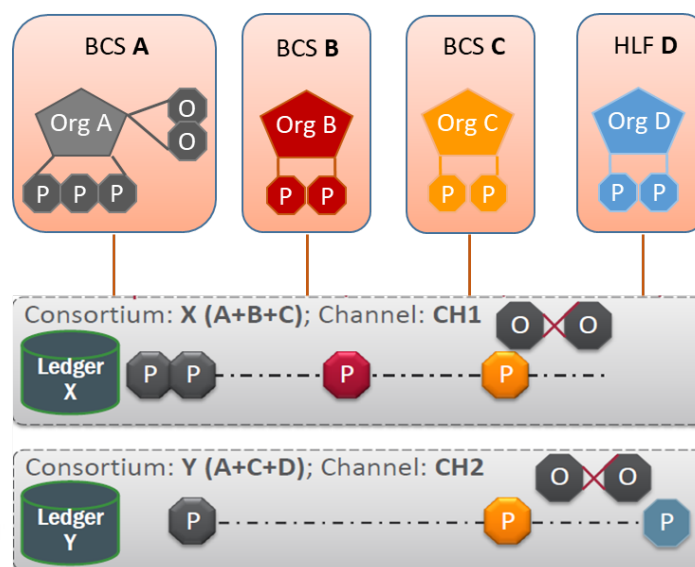 BCS A
BCS B
BCS C
HLF D
Org A
O
O
Org B
Org C
Org D
P P P
P P
P P
P P
Consortium: X (A+B+C); Channel: CH1
O O
Ledger
X
P P P P
Consortium: Y (A+C+D); Channel: CH2
O O
Ledger
Y
P P P